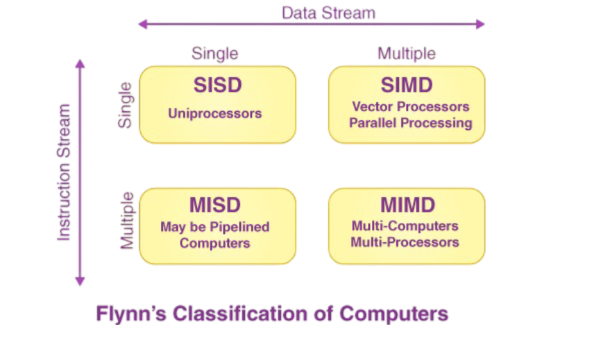 Data Stream
Single
Multiple
Instruction Stream
Single
SISD
Uniprocessors
SIMD
Vector Processors
Parallel Processing
Multiple
MISD
May be Pipelined
Computers
MIMD
Multi-Computers
Multi-Processors
Flynn's Classification of Computers